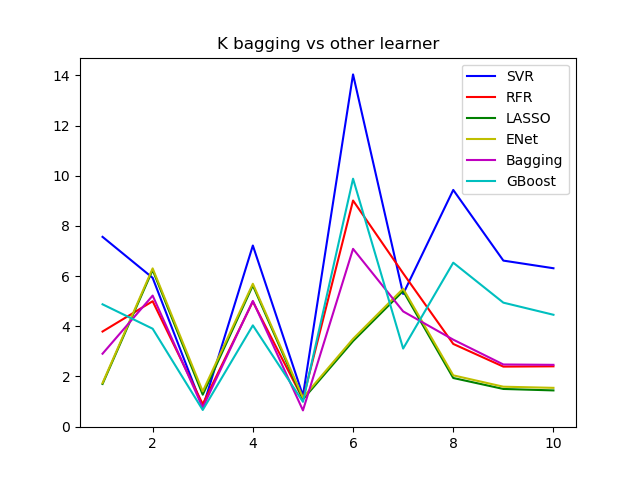 K bagging vs other learner
14
12
10
8
6
4
2
0
2 4 6 8 10
SVR
RFR
LASSO
ENet
Bagging
GBoost